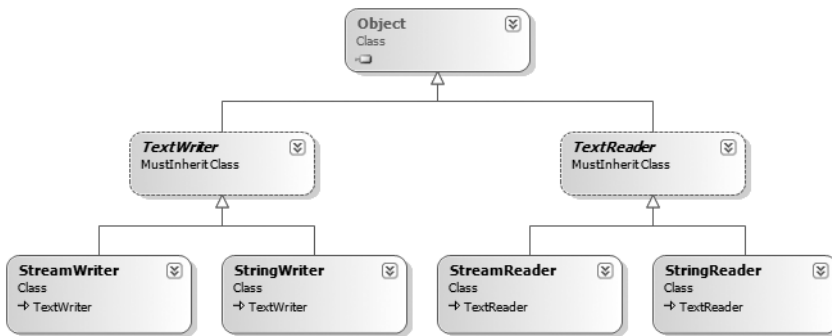 Object
Class
TextWriter
MustInherit Class
TextReader
MustInherit Class
StreamWriter
Class
TextWriter
StringWriter
Class
TextWriter
StreamReader
Class
TextReader
StringReader
Class
TextReader